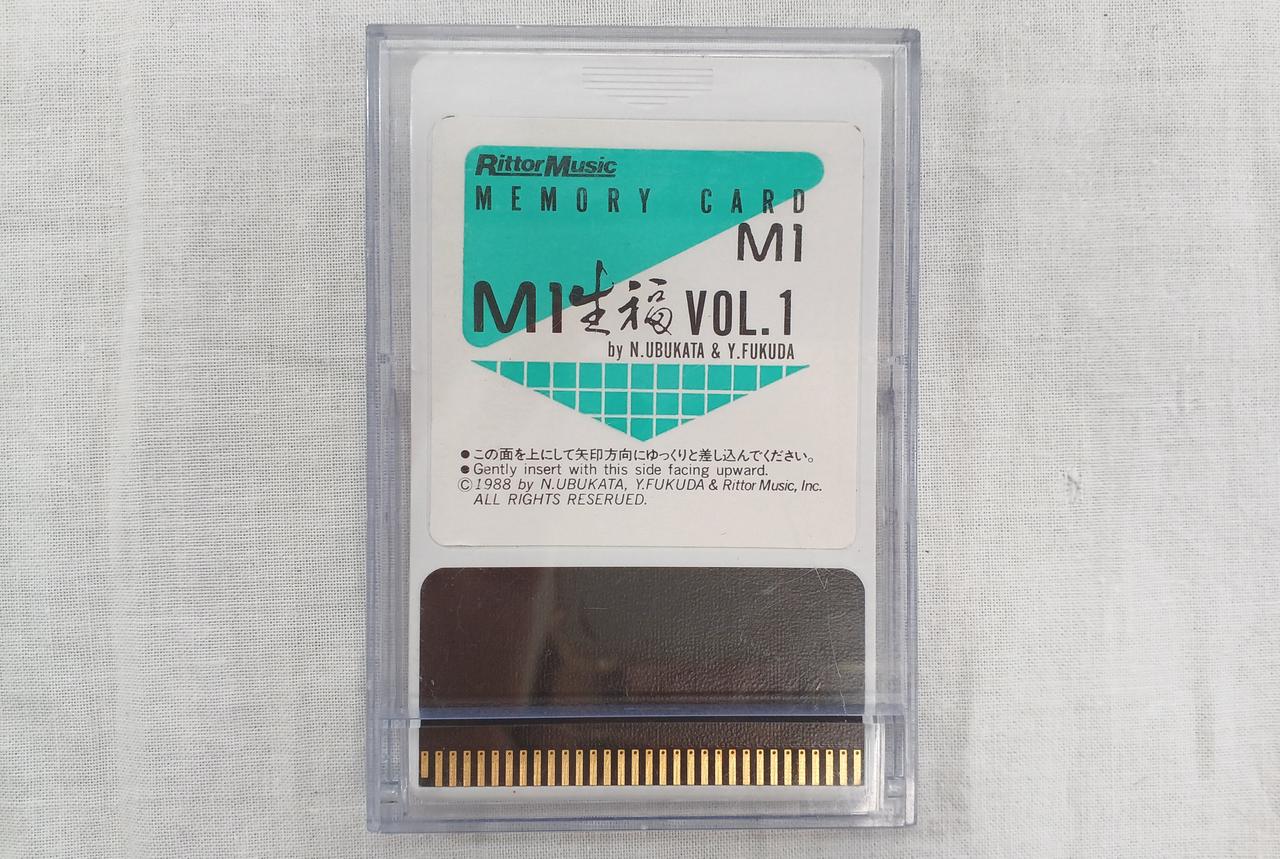 RittorMusic
MEMORY CARD
M1
M1生福 VOL.1
by N.UBUKATA & Y.FUKUDA
●この面を上にして矢印方向にゆっくりと差し込んでください。
●Gently insert with this side facing upward.
©1988 by N.UBUKATA, Y.FUKUDA & Rittor Music, Inc.
ALL RIGHTS RESERUED.